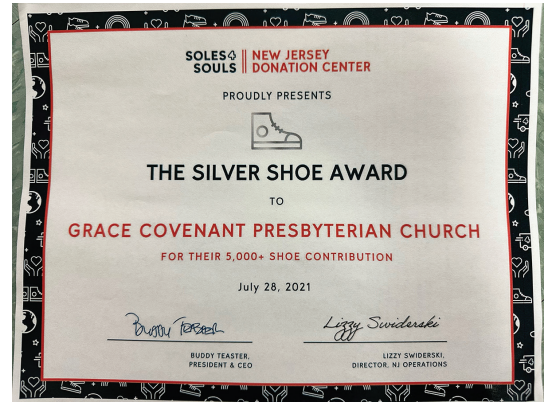 SOLES4 SOULS
NEW JERSEY DONATION CENTER
PROUDLY PRESENTS
THE SILVER SHOE AWARD
TO
GRACE COVENANT PRESBYTERIAN CHURCH
FOR THEIR 5,000+ SHOE CONTRIBUTION
July 28, 2021
Buddy Teaster
Lizzy Swiderski
BUDDY TEASTER,
PRESIDENT & CEO
LIZZY SWIDERSKI,
DIRECTOR, NJ OPERATIONS